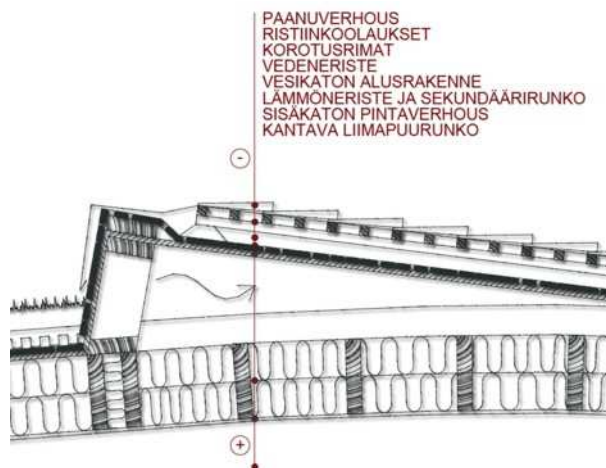 PAANUVERHOUS
RISTIINKOOLAUKSET
KOROTUSRIMAT
VEDENERISTE
VESIKATON ALUSRAKENNE
LÄMMÖNERISTE JA SEKUNDÄÄRIRUNKO
SISÄKATON PINTAVERHOUS
KANTAVA LIIMAPUURUNKO
-
+